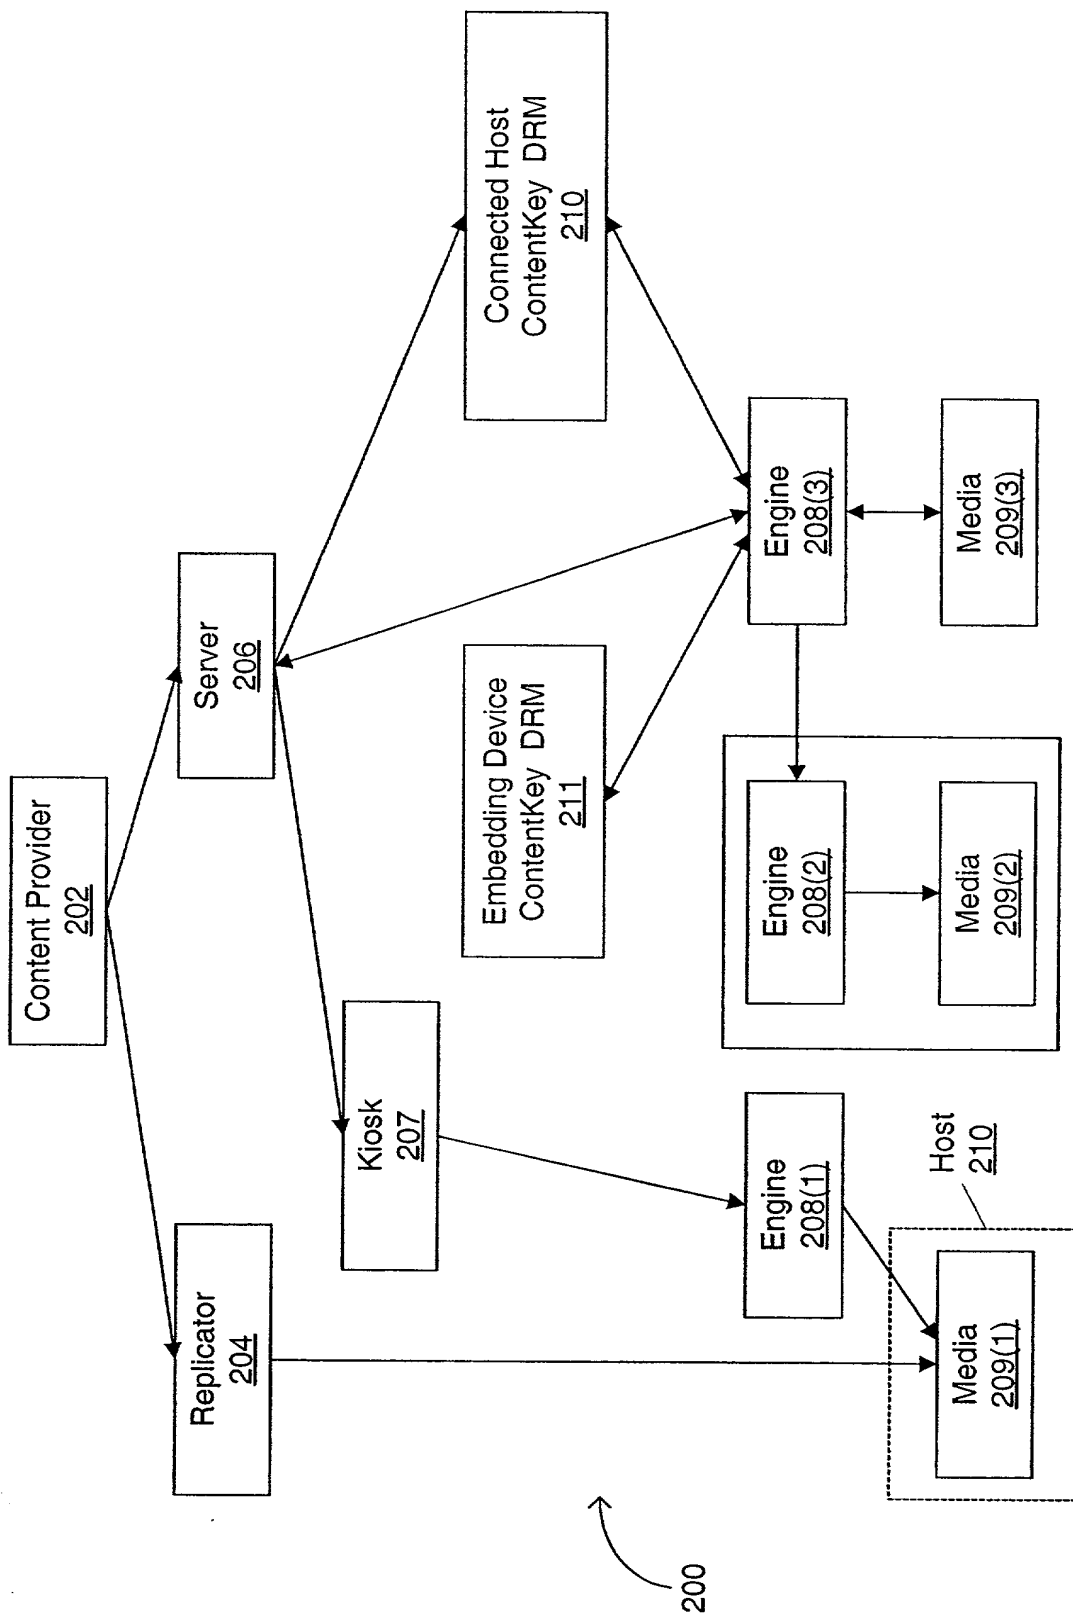 Content Provider
202
Replicator
204
Server
206
Kiosk
207
Embedding Device
ContentKey DRM
211
Connected Host
ContentKey DRM
210
Engine
208(1)
Engine
208(2)
Engine
208(3)
Host
210
Media
209(1)
Media
209(2)
Media
209(3)
200